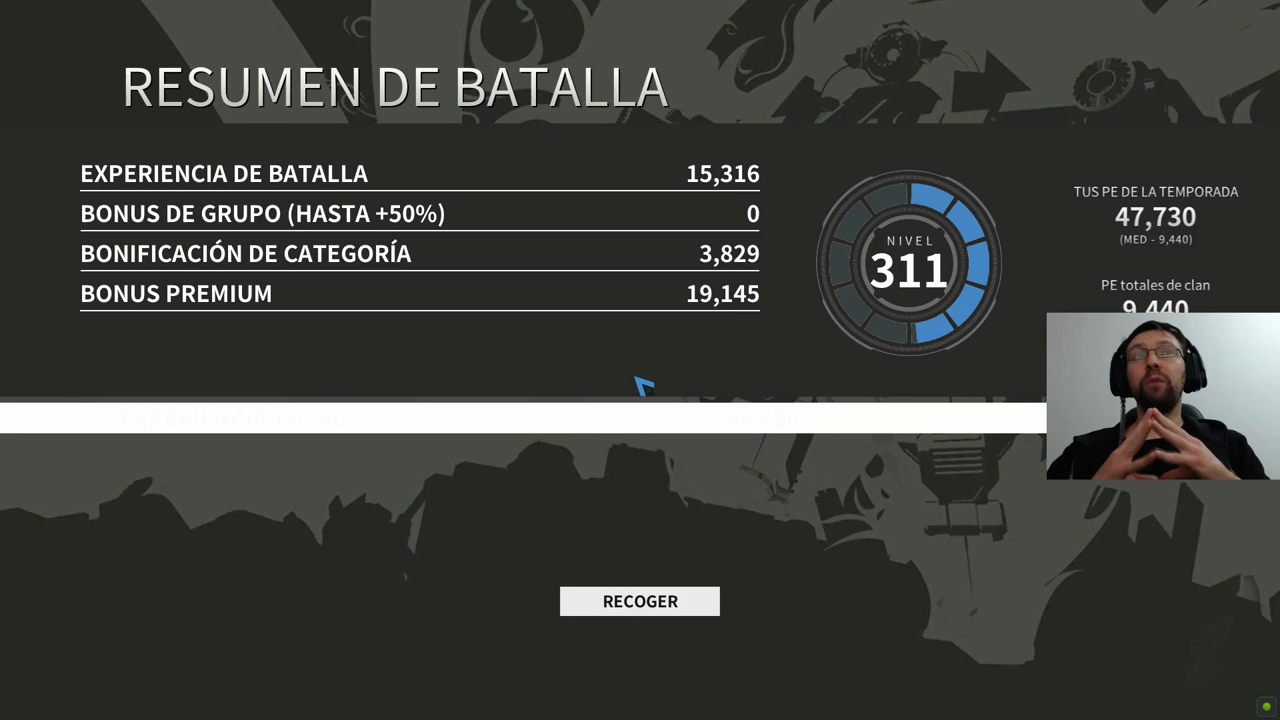 RESUMEN DE BATALLA
EXPERIENCIA DE BATALLA 15,316
BONUS DE GRUPO (HASTA +50%) 0
BONIFICACIÓN DE CATEGORÍA 3,829
BONUS PREMIUM 19,145
NIVEL
311
TUS PE DE LA TEMPORADA
47,730
(MED - 9,440)
PE totales de clan
9,440
RECOGER